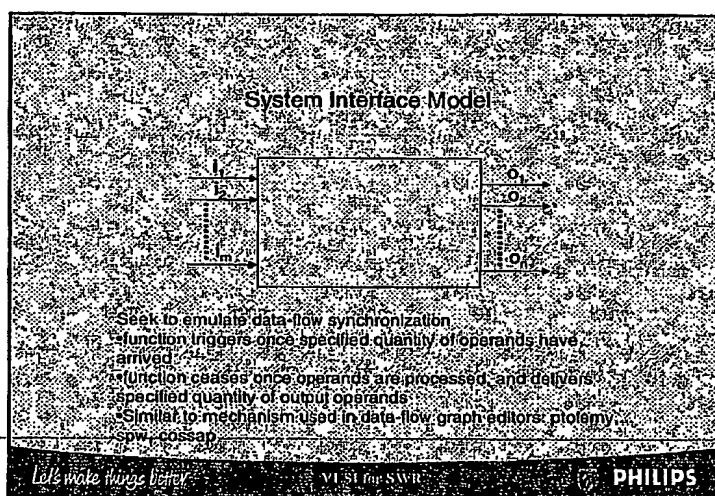 System Interface Model
I1
I2
Im
O1
O2
On
Seek to emulate data-flow synchronization
•function triggers once specified quantity of operands have
arrived
•function ceases once operands are processed, and delivers
specified quantity of output operands
•Similar to mechanism used in data-flow graph editors: ptolemy,
spw, cossap
Let's make things better
VLSI for SWR
PHILIPS